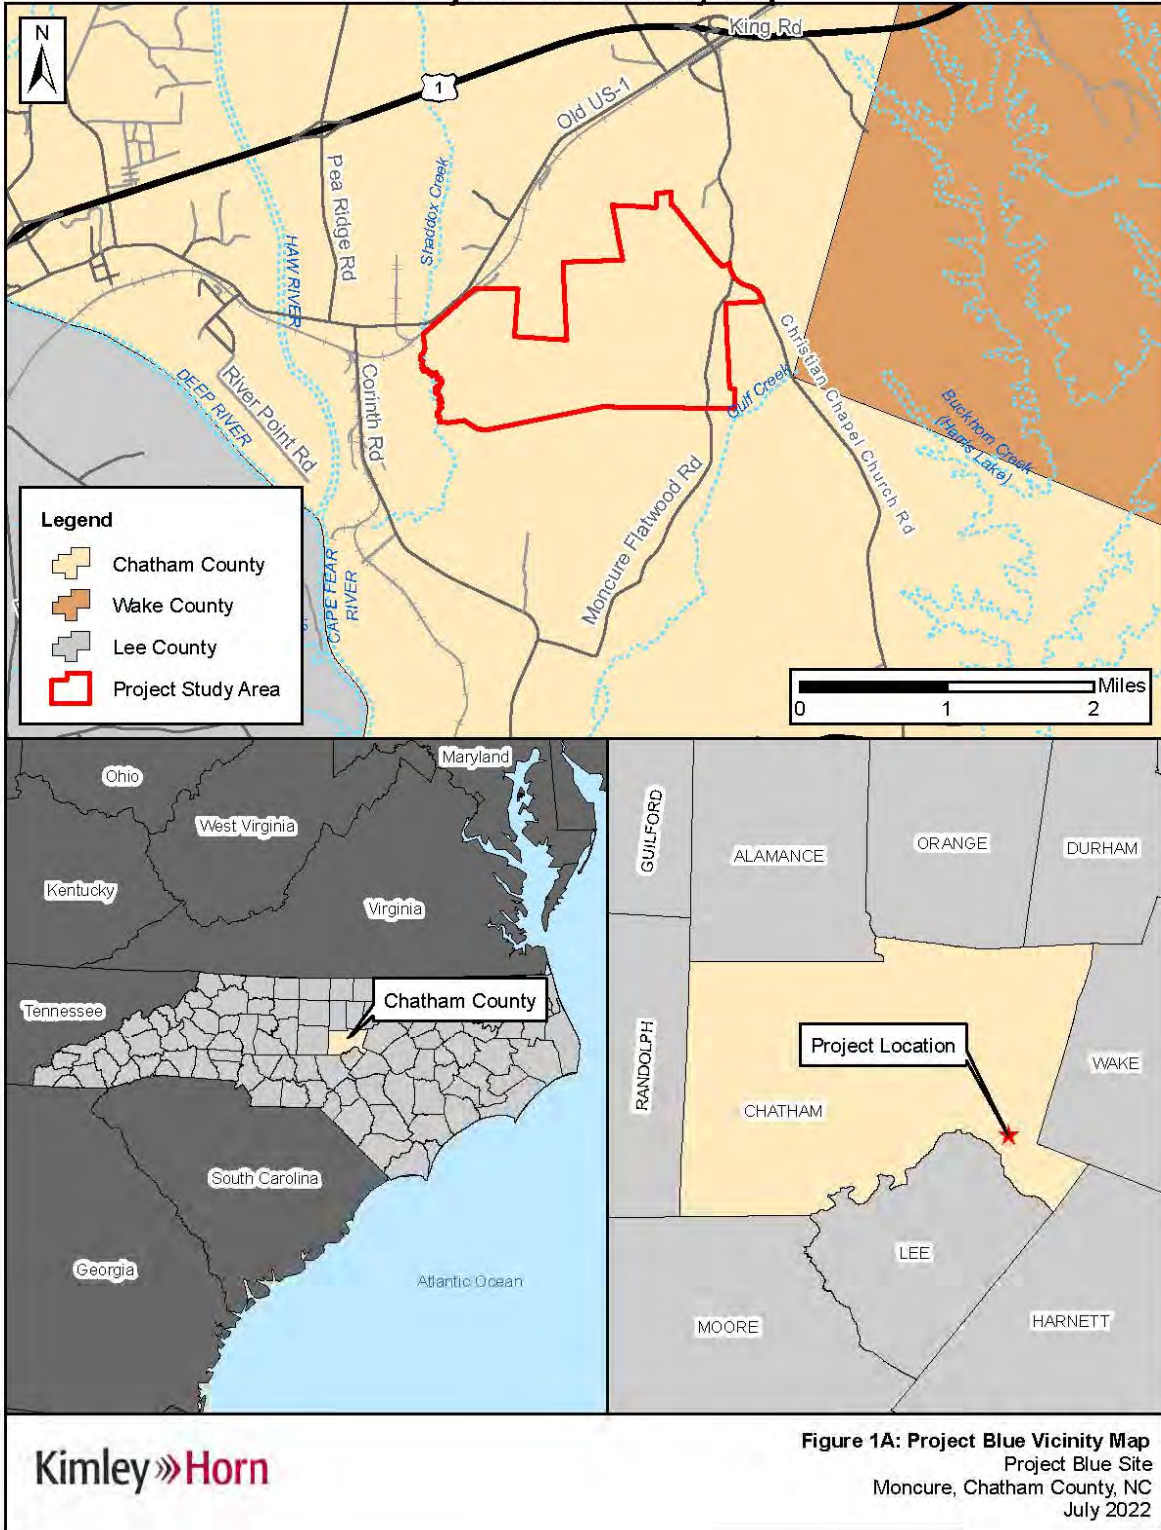 N
King Rd
1
Old US-1
Pea Ridge Rd
Shaddox Creek
HAW RIVER
Christian Chapel Church Rd
DEEP RIVER
River Point Rd
Corinth Rd
Gulf Creek
Buckhorn Creek
(Harris Lake)
Moncure Flatwood Rd
CAPE FEAR
RIVER
Legend
Chatham County
Wake County
Lee County
Project Study Area
Miles
0 1 2
Maryland
Ohio
West Virginia
Kentucky
Virginia
Tennessee
Chatham County
South Carolina
Georgia
Atlantic Ocean
GUILFORD
ALAMANCE
ORANGE
DURHAM
RANDOLPH
Project Location
WAKE
CHATHAM
LEE
MOORE
HARNETT
Kimley»Horn
Figure 1A: Project Blue Vicinity Map
Project Blue Site
Moncure, Chatham County, NC
July 2022